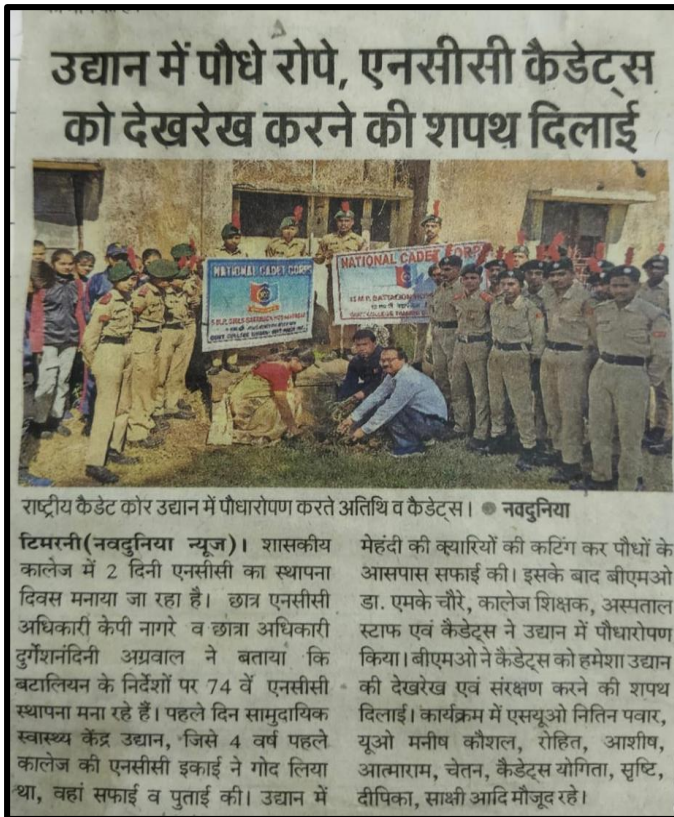 उद्यान में पौधे रोपे, एनसीसी कैडेट्स
को देखरेख करने की शपथ दिलाई
NATIONAL CADET CORPS
NATIONAL CADET CORPS
राष्ट्रीय कैडेट कोर उद्यान में पौधारोपण करते अतिथि व कैडेट्स। ● नवदुनिया
टिमरनी(नवदुनिया न्यूज)। शासकीय
कालेज में 2 दिनी एनसीसी का स्थापना
दिवस मनाया जा रहा है। छात्र एनसीसी
अधिकारी केपी नागरे व छात्रा अधिकारी
दुर्गेशनंदिनी अग्रवाल ने बताया कि
बटालियन के निर्देशों पर 74 वें एनसीसी
स्थापना मना रहे हैं। पहले दिन सामुदायिक
स्वास्थ्य केंद्र उद्यान, जिसे 4 वर्ष पहले
कालेज की एनसीसी इकाई ने गोद लिया
था, वहां सफाई व पुताई की। उद्यान में
मेहंदी की क्यारियों की कटिंग कर पौधों के
आसपास सफाई की। इसके बाद बीएमओ
डा. एमके चौरे, कालेज शिक्षक, अस्पताल
स्टाफ एवं कैडेट्स ने उद्यान में पौधारोपण
किया। बीएमओ ने कैडेट्स को हमेशा उद्यान
की देखरेख एवं संरक्षण करने की शपथ
दिलाई। कार्यक्रम में एसयूओ नितिन पवार,
यूओ मनीष कौशल, रोहित, आशीष,
आत्माराम, चेतन, कैडेट्स योगिता, सृष्टि,
दीपिका, साक्षी आदि मौजूद रहे।